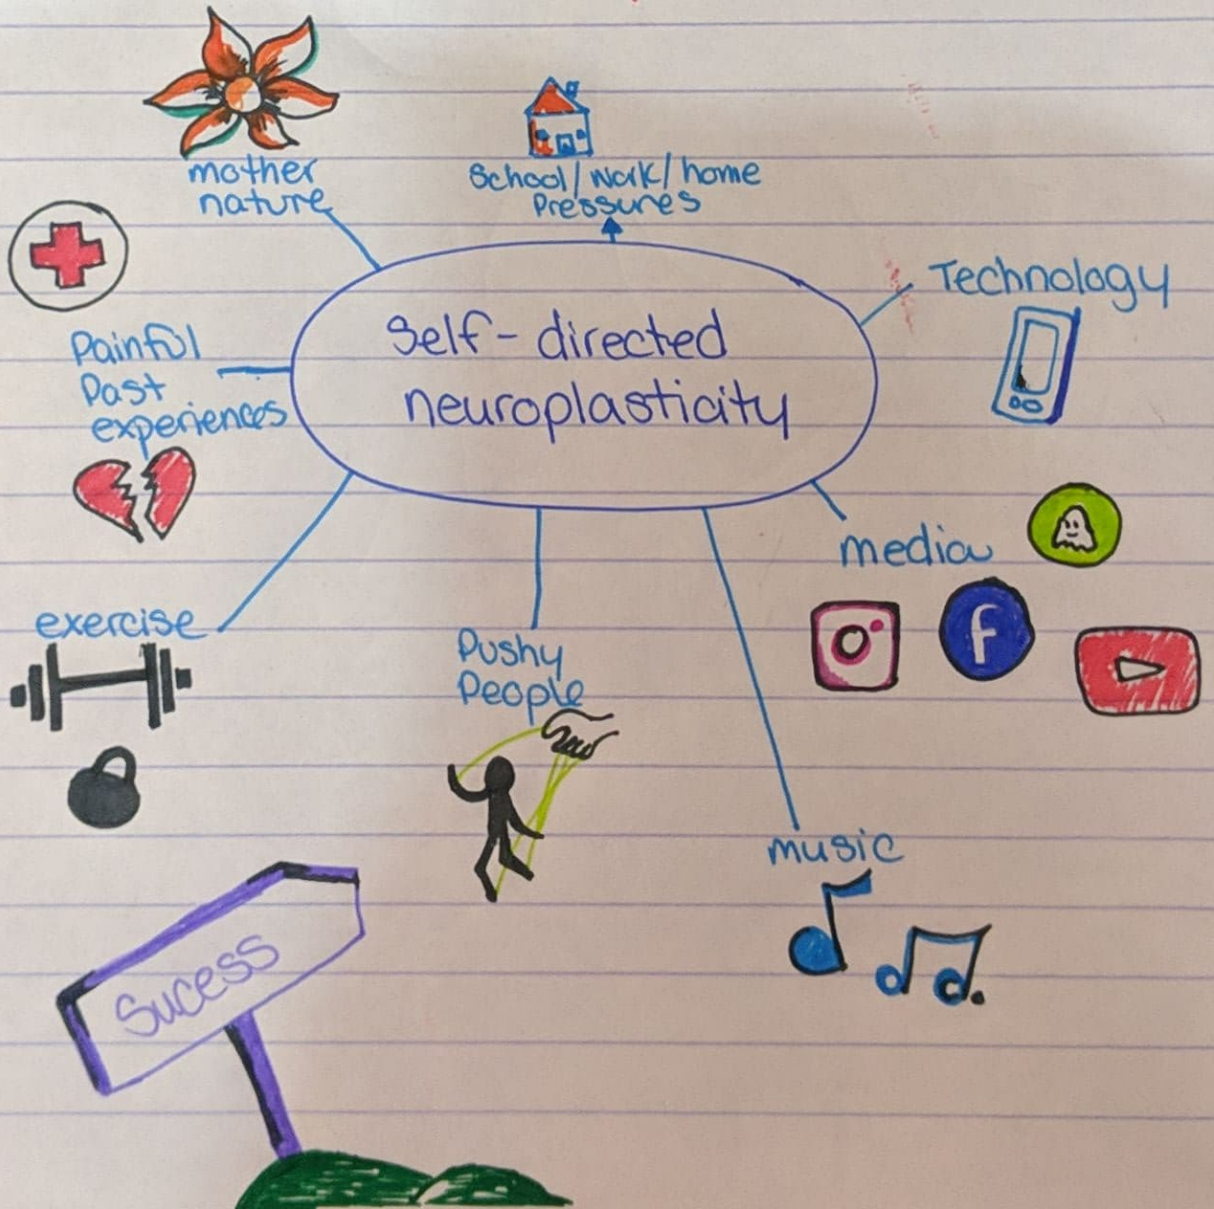 mother
nature
School/work/home
Pressures
Technology
Self-directed
neuroplasticity
Painful
Past
experiences
media
f
exercise
Pushy
People
music
Sucess